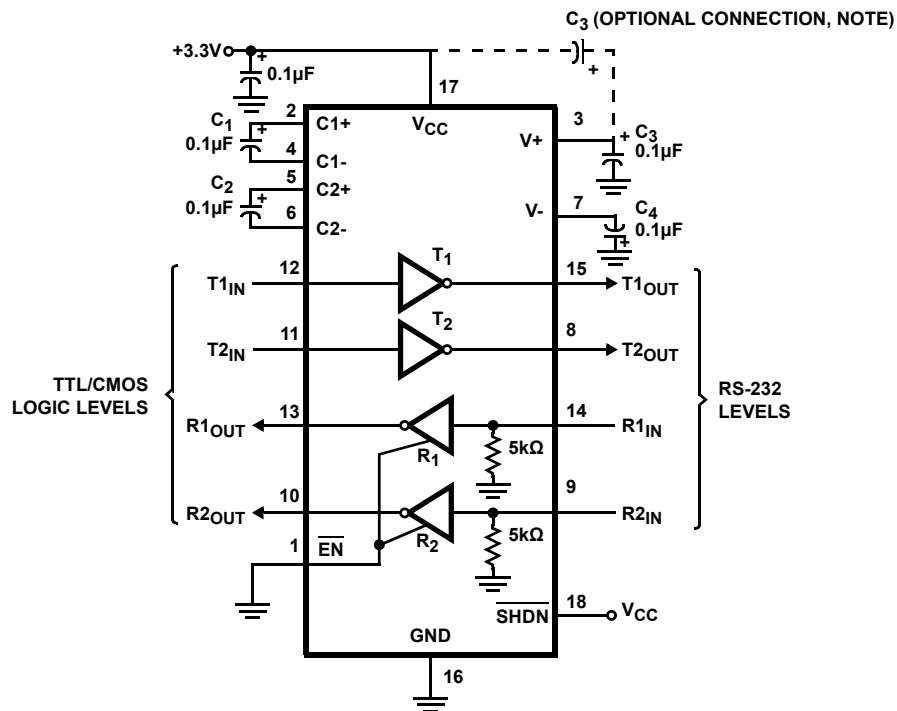 C3 (OPTIONAL CONNECTION, NOTE)
+3.3V
+
0.1µF
+
17
2
C1+
VCC
3
V+
+
C3
0.1µF
C1
0.1µF
+
4
C1-
5
C2+
C2
0.1µF
+
6
C2-
7
V-
C4
0.1µF
+
T1IN
12
T1
15
T1OUT
T2IN
11
T2
8
T2OUT
TTL/CMOS
LOGIC LEVELS
RS-232
LEVELS
R1OUT
13
R1
5kΩ
14
R1IN
R2OUT
10
R2
5kΩ
9
R2IN
1
EN
SHDN
18
VCC
GND
16